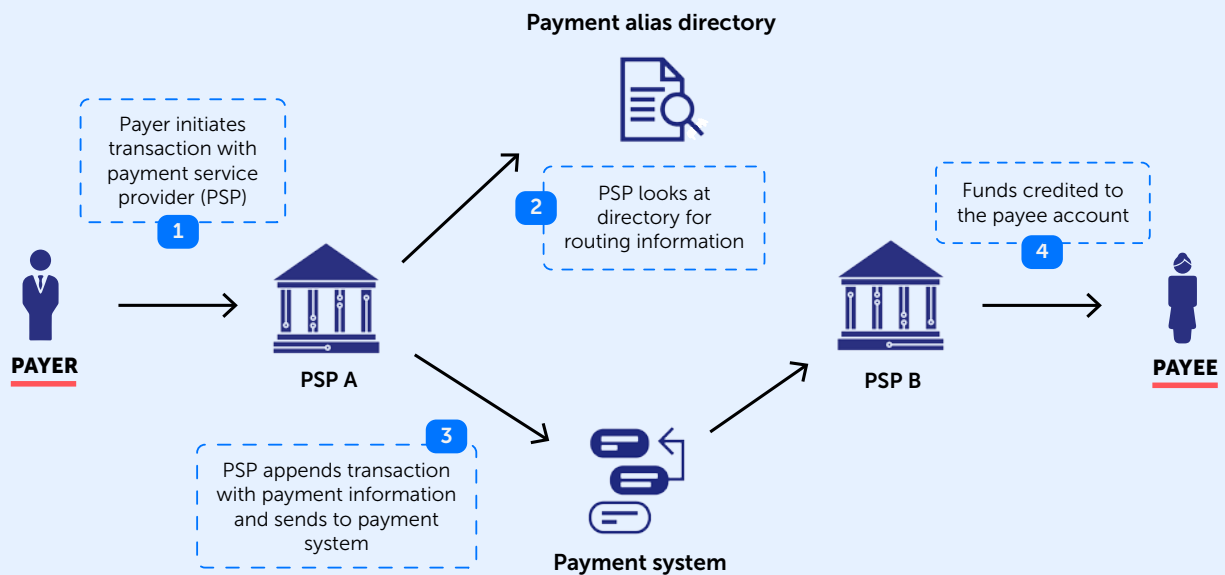 Payment alias directory
Payer initiates
transaction with
payment service
provider (PSP)
1
2
PSP looks at
directory for
routing information
Funds credited to
the payee account
4
PAYER
PSP A
PSP B
PAYEE
3
PSP appends transaction
with payment information
and sends to payment
system
Payment system